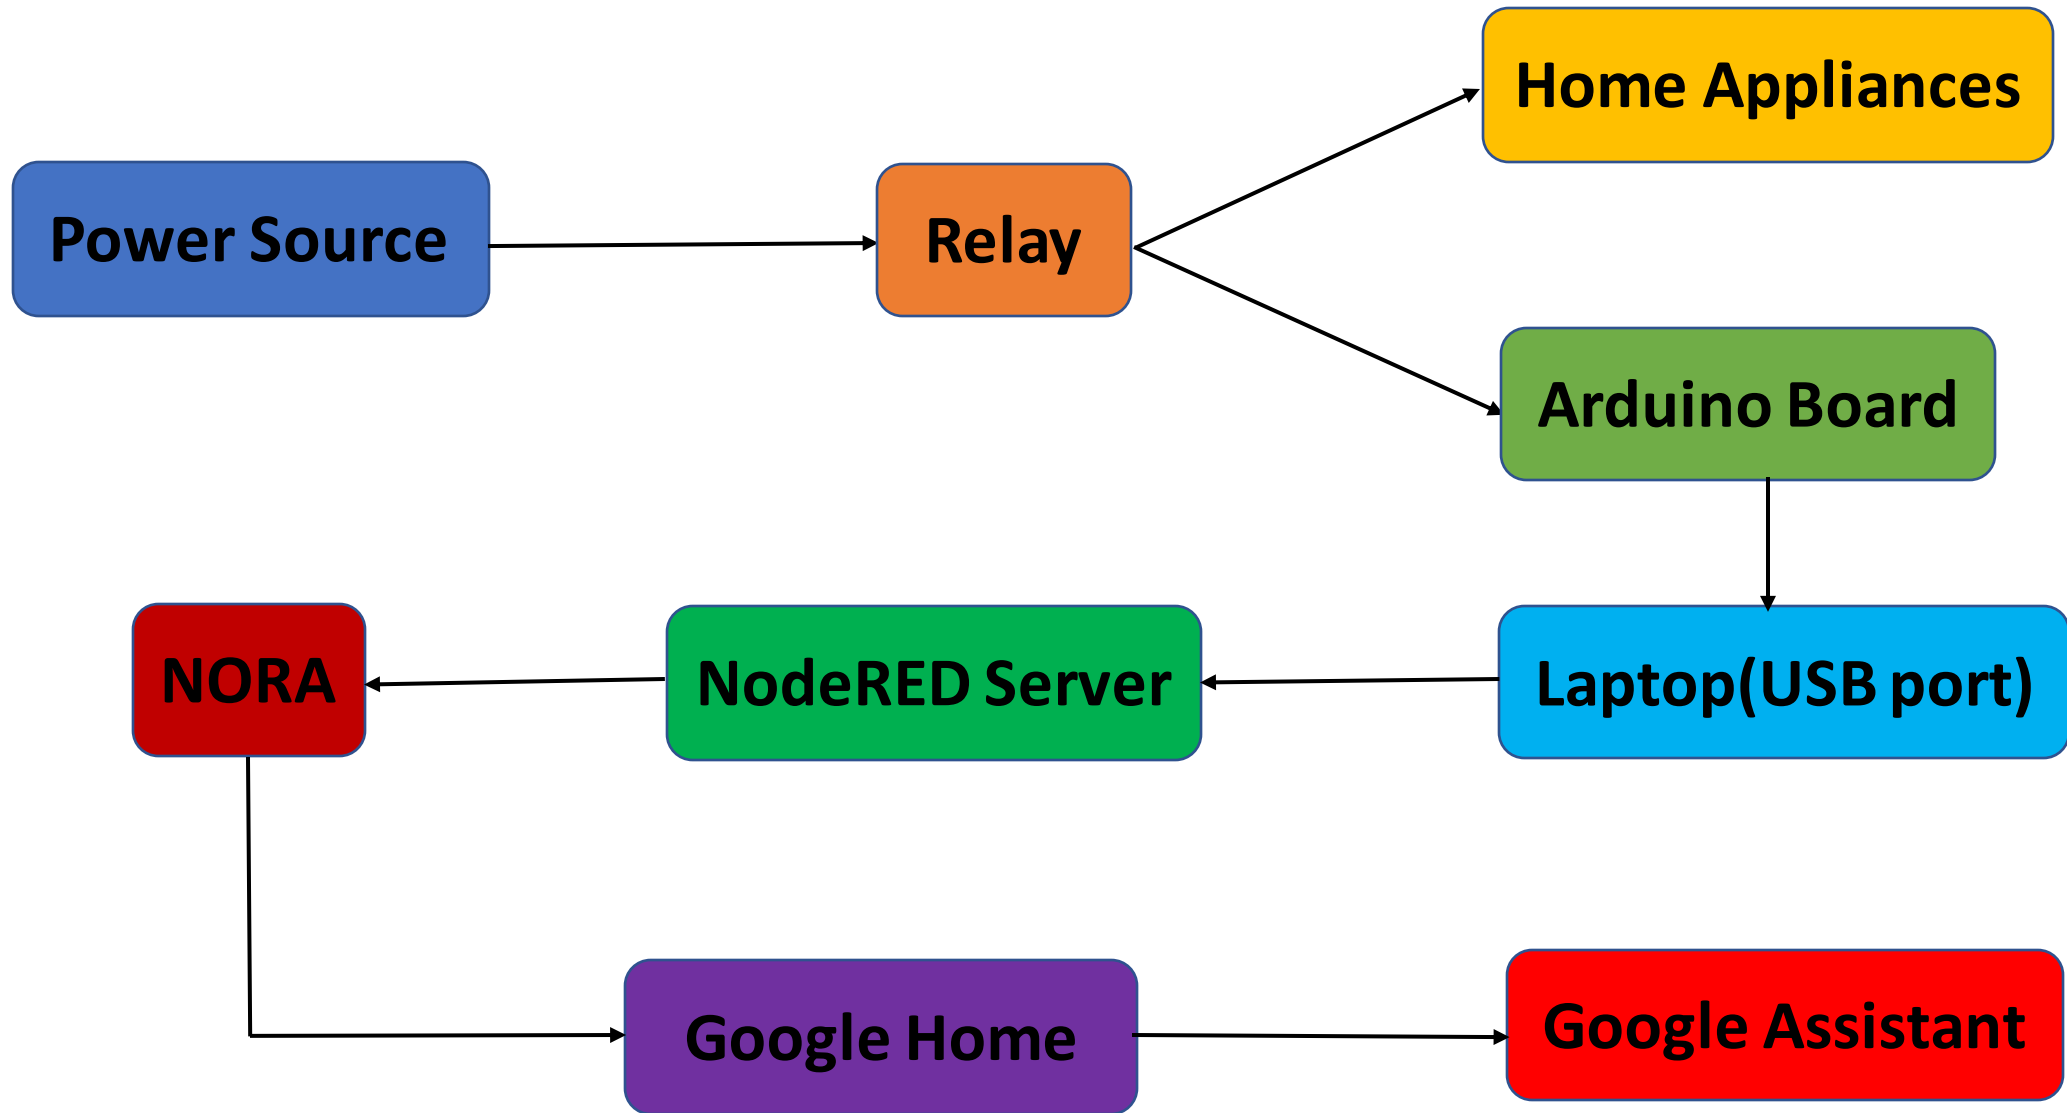 Home Appliances
Power Source
Relay
Arduino Board
NORA
NodeRED Server
Laptop(USB port)
Google Home
Google Assistant